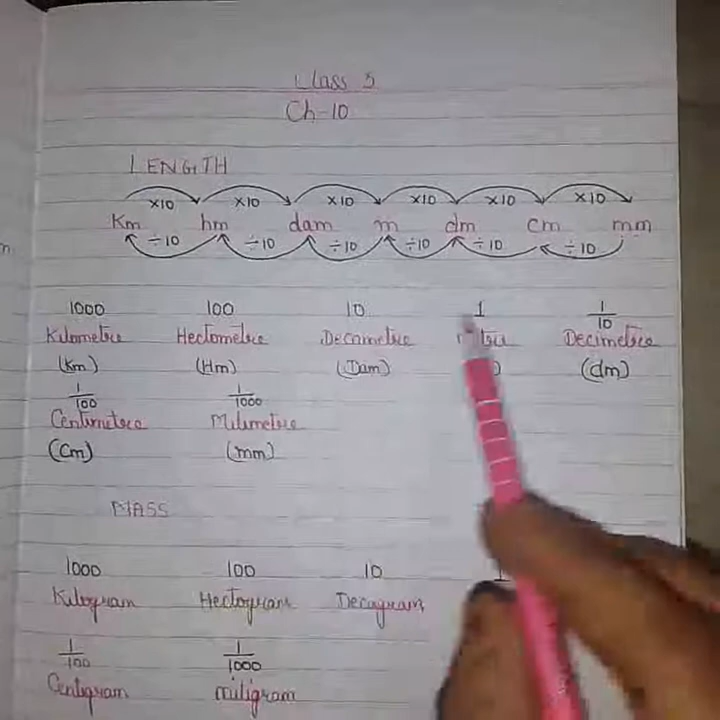 Class 5
Ch-10
LENGTH
×10 ×10 ×10 ×10 ×10 ×10
Km hm dam m dm cm mm
÷10 ÷10 ÷10 ÷10 ÷10 ÷10
1000 100 10 1 1/10
Kilometre Hectometre Decametre Decimetre
(Km) (Hm) (Dam) (dm)
1/100 1/1000
Centimetre Milimetre
(Cm) (mm)
MASS
1000 100 10 1
Kilogram Hectogram Decagram
1/100 1/1000
Centigram miligram